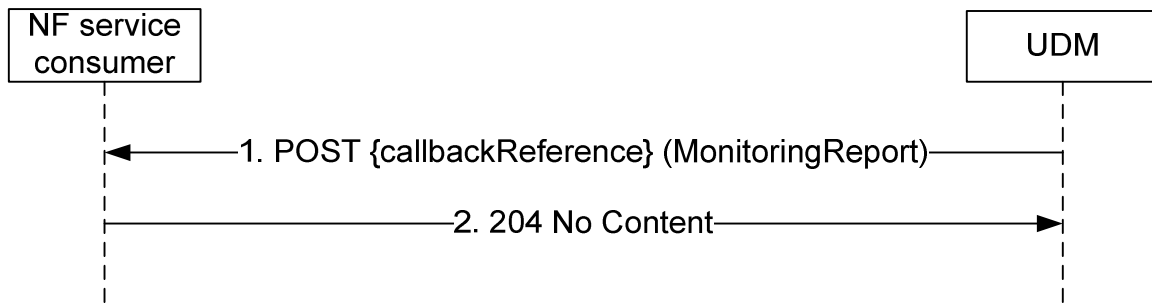 NF service
consumer
UDM
1. POST {callbackReference} (MonitoringReport)
2. 204 No Content